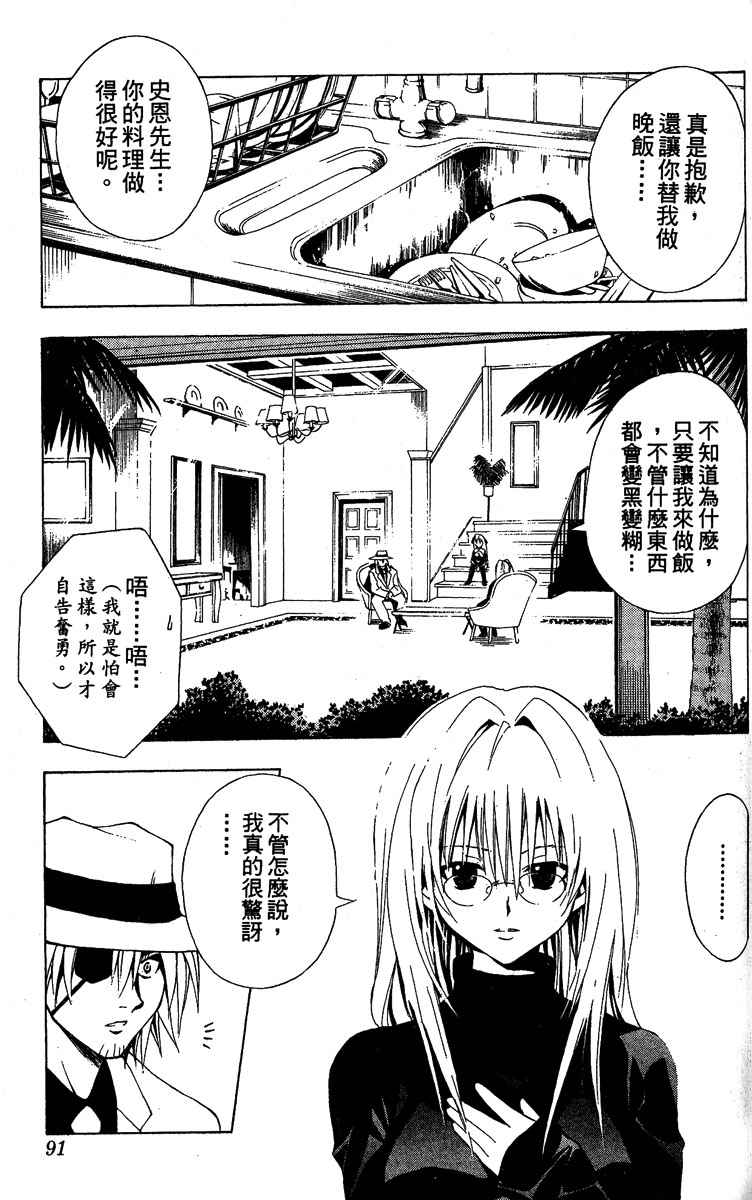 真是抱歉，
還讓你替我做
晚飯……
史恩先生…
你的料理做
得很好呢。
不知道為什麼，
只要讓我來做飯
，不管什麼東西
都會變黑變糊…
唔……唔…
（我就是怕會
這樣，所以才
自告奮勇。）
…………
不管怎麼說，
我真的很驚訝
……
91